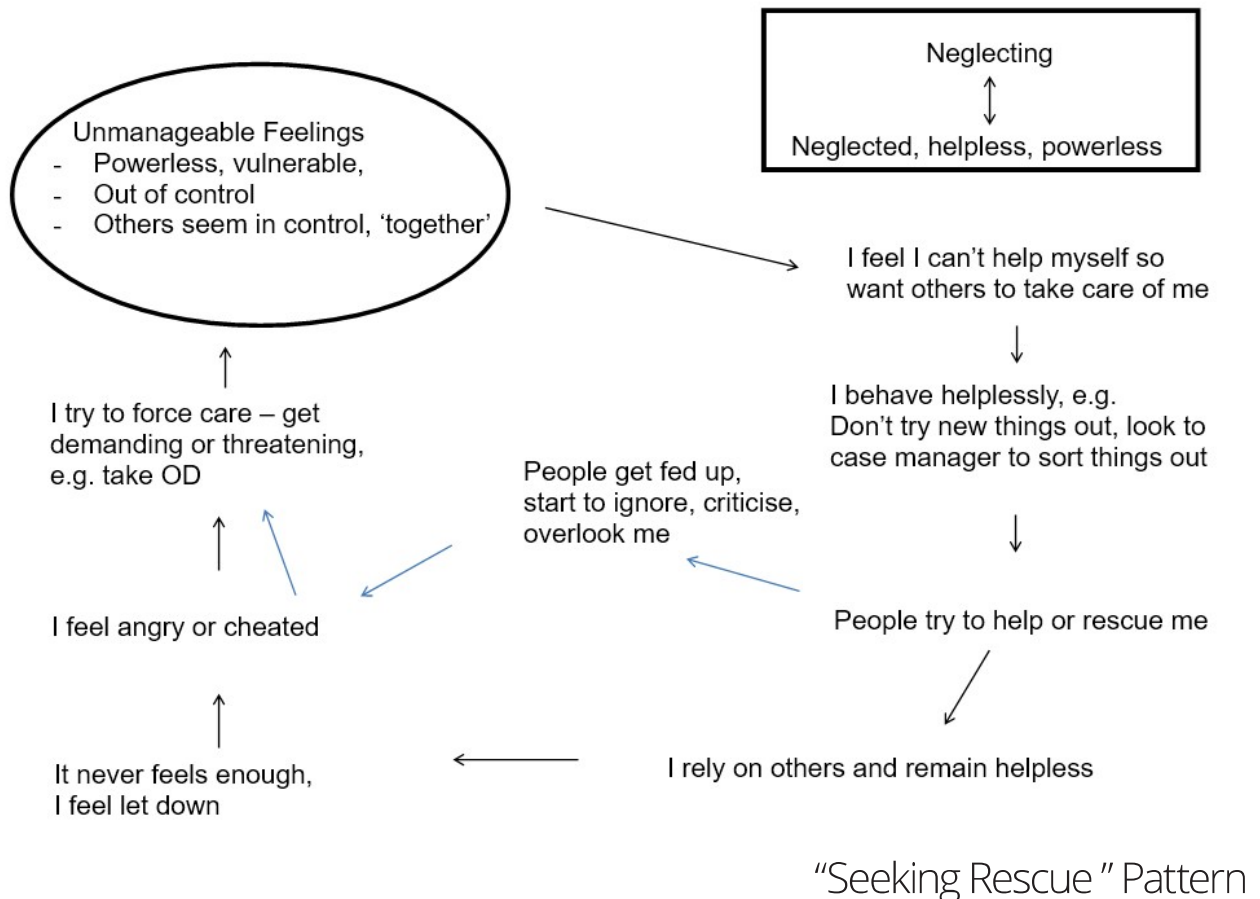 Neglecting
Neglected, helpless, powerless
Unmanageable Feelings
- Powerless, vulnerable,
- Out of control
- Others seem in control, ‘together’
I feel I can’t help myself so
want others to take care of me
I behave helplessly, e.g.
Don’t try new things out, look to
case manager to sort things out
People try to help or rescue me
People get fed up,
start to ignore, criticise,
overlook me
I rely on others and remain helpless
It never feels enough,
I feel let down
I feel angry or cheated
I try to force care – get
demanding or threatening,
e.g. take OD
“Seeking Rescue ” Pattern